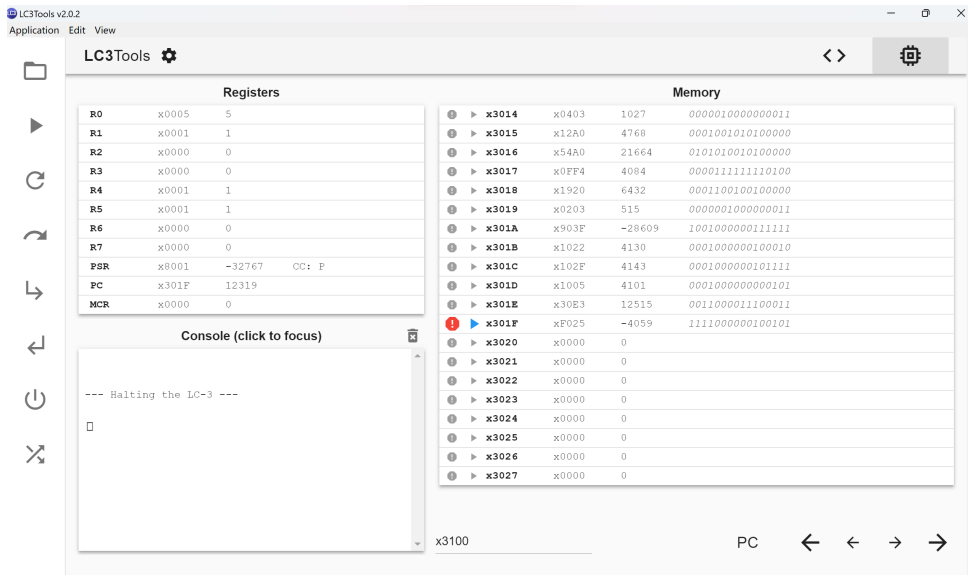 LC3Tools v2.0.2
Application Edit View
LC3Tools
Registers
R0 x0005 5
R1 x0001 1
R2 x0000 0
R3 x0000 0
R4 x0001 1
R5 x0001 1
R6 x0000 0
R7 x0000 0
PSR x8001 -32767 CC: P
PC x301F 12319
MCR x0000 0
Console (click to focus)
--- Halting the LC-3 ---
Memory
x3014 x0403 1027 0000010000000011
x3015 x12A0 4768 0001001010100000
x3016 x54A0 21664 0101010010100000
x3017 x0FF4 4084 0000111111110100
x3018 x1920 6432 0001100100100000
x3019 x0203 515 0000001000000011
x301A x903F -28609 1001000000111111
x301B x1022 4130 0001000000100010
x301C x102F 4143 0001000000101111
x301D x1005 4101 0001000000000101
x301E x30E3 12515 0011000011100011
x301F xF025 -4059 1111000000100101
x3020 x0000 0
x3021 x0000 0
x3022 x0000 0
x3023 x0000 0
x3024 x0000 0
x3025 x0000 0
x3026 x0000 0
x3027 x0000 0
x3100
PC